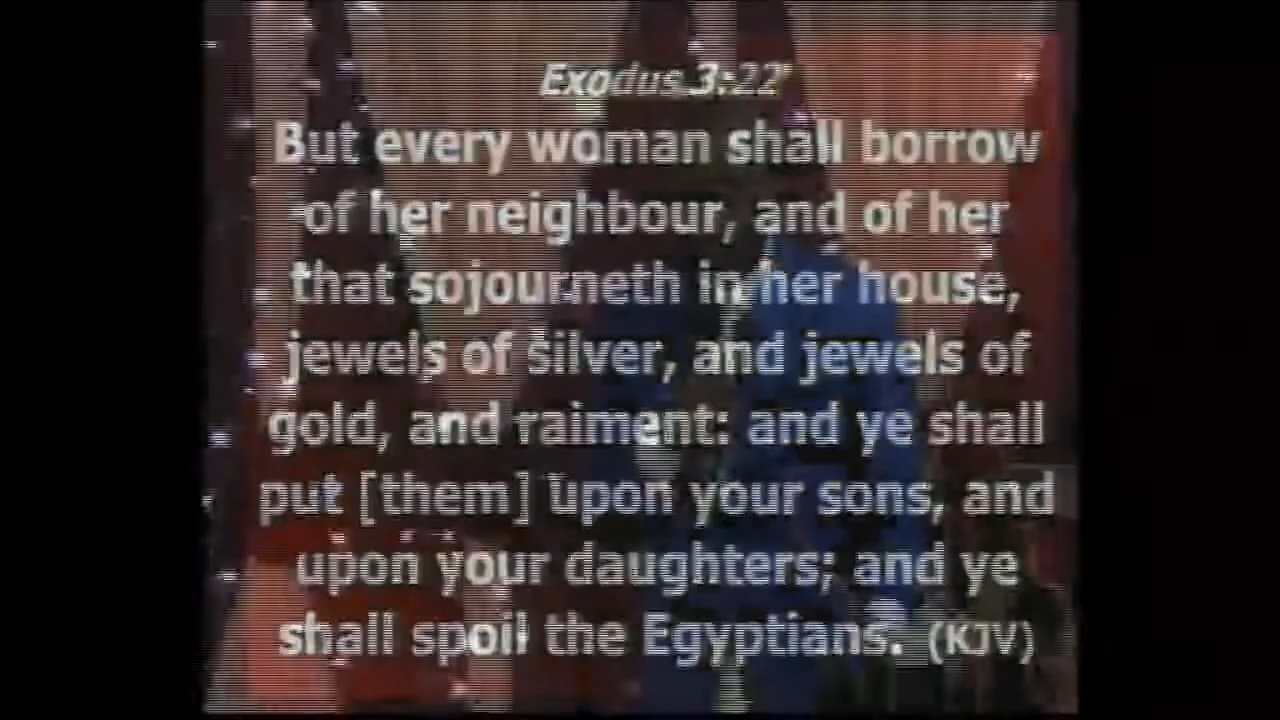 Exodus 3:22
But every woman shall borrow
of her neighbour, and of her
that sojourneth in her house,
jewels of silver, and jewels of
gold, and raiment: and ye shall
put [them] upon your sons, and
upon your daughters; and ye
shall spoil the Egyptians. (KJV)